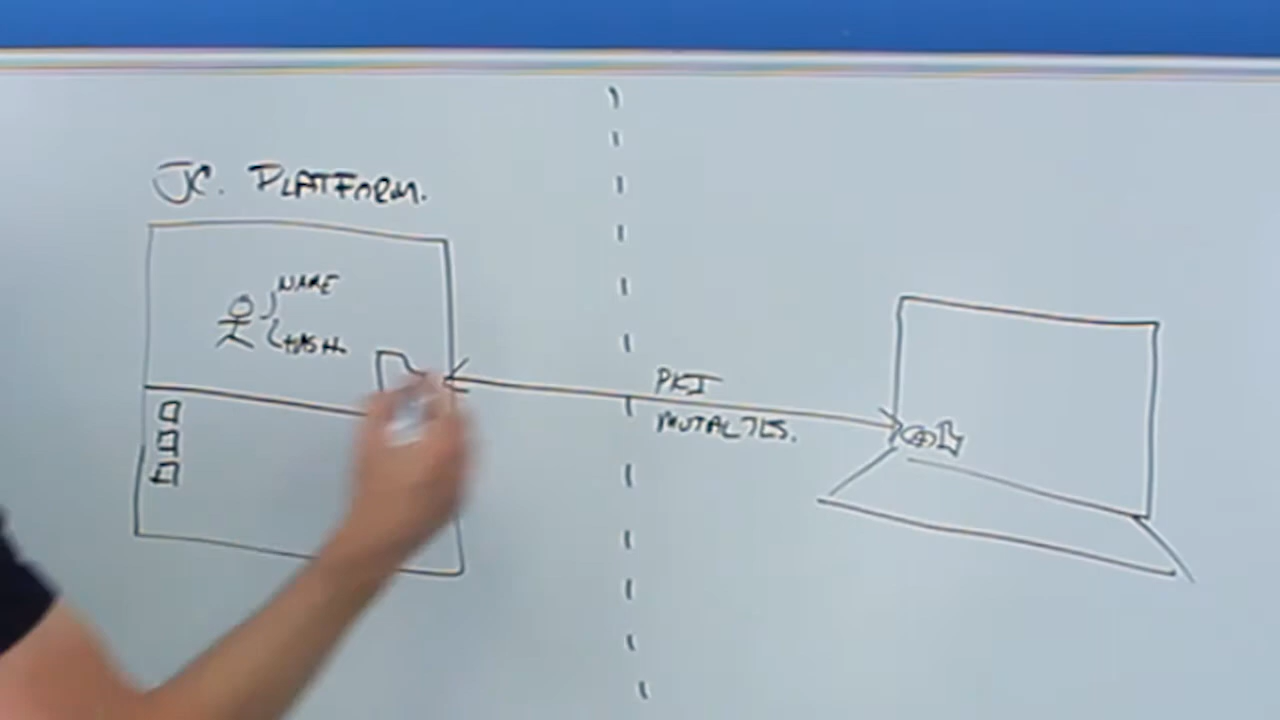 JC. PLATFORM.
NAME
HASH
PKI
MUTAL TLS.